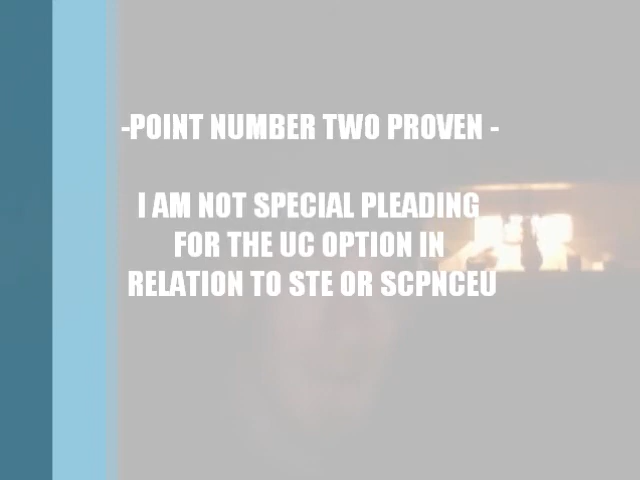 -POINT NUMBER TWO PROVEN -
I AM NOT SPECIAL PLEADING
FOR THE UC OPTION IN
RELATION TO STE OR SCPNCEU